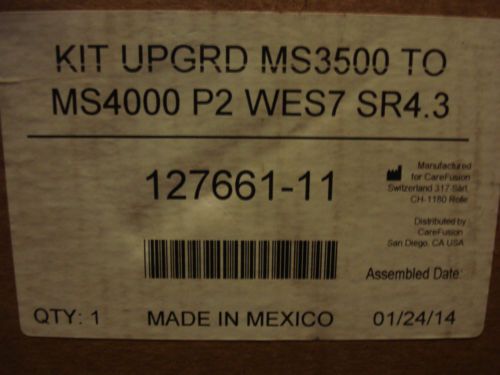 KIT UPGRD MS3500 TO
MS4000 P2 WES7 SR4.3
127661-11
Manufactured
for CareFusion
Switzerland 317 Sàrl
CH-1180 Rolle
Distributed by
CareFusion
San Diego, CA USA
Assembled Date:
QTY: 1
MADE IN MEXICO
01/24/14